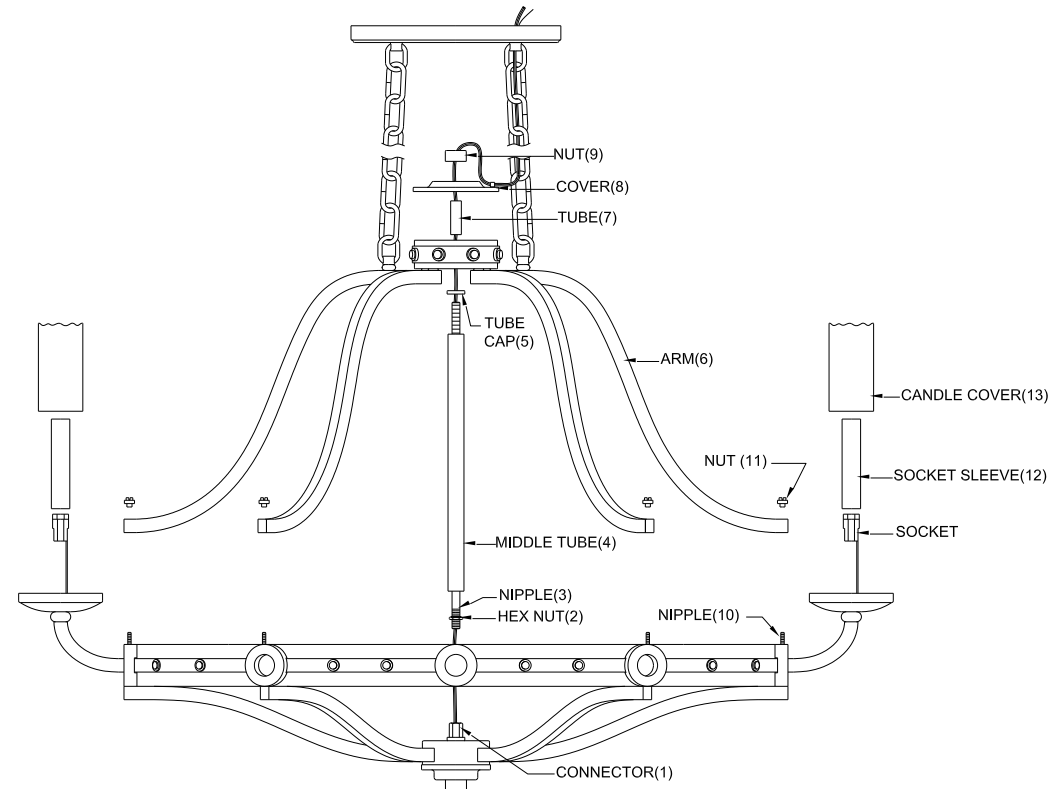 NUT(9)
COVER(8)
TUBE(7)
TUBE
CAP(5)
ARM(6)
CANDLE COVER(13)
NUT (11)
SOCKET SLEEVE(12)
SOCKET
MIDDLE TUBE(4)
NIPPLE(3)
HEX NUT(2)
NIPPLE(10)
CONNECTOR(1)